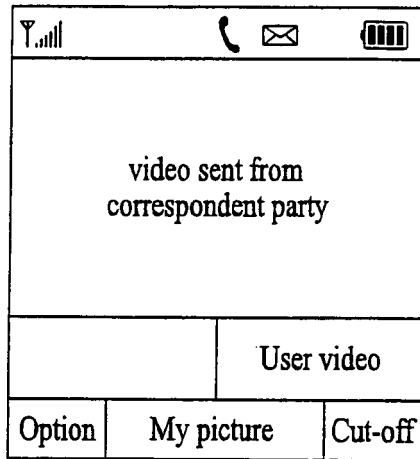 video sent from
correspondent party
User video
Option My picture Cut-off